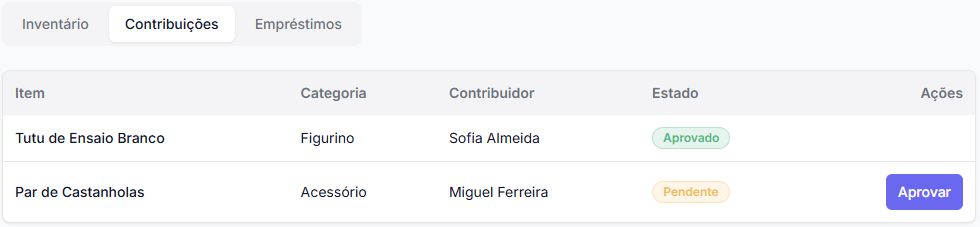 Inventário Contribuições Empréstimos
Item Categoria Contribuidor Estado Ações
Tutu de Ensaio Branco Figurino Sofia Almeida Aprovado
Par de Castanholas Acessório Miguel Ferreira Pendente Aprovar